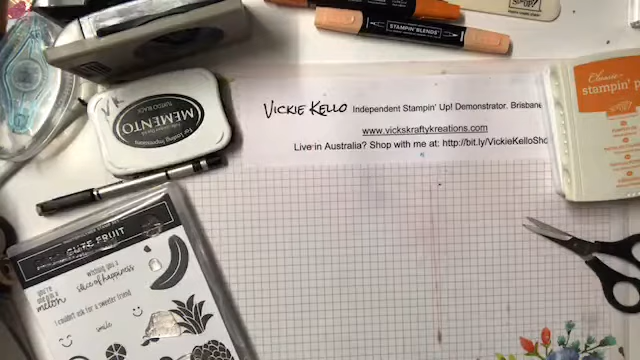 STAMPIN' BLENDS
STAMPIN' UP!
Vickie Kello Independent Stampin' Up! Demonstrator. Brisbane
www.vickskraftykreations.com
Live in Australia? Shop with me at: http://bit.ly/VickieKelloSho
Classic
stampin' p
TUXEDO BLACK
MEMENTO
For Lasting Impressions
CUTE FRUIT
wishing you a
slice of happiness
you're
one in a
melon
I couldn't ask for a sweeter friend
smile